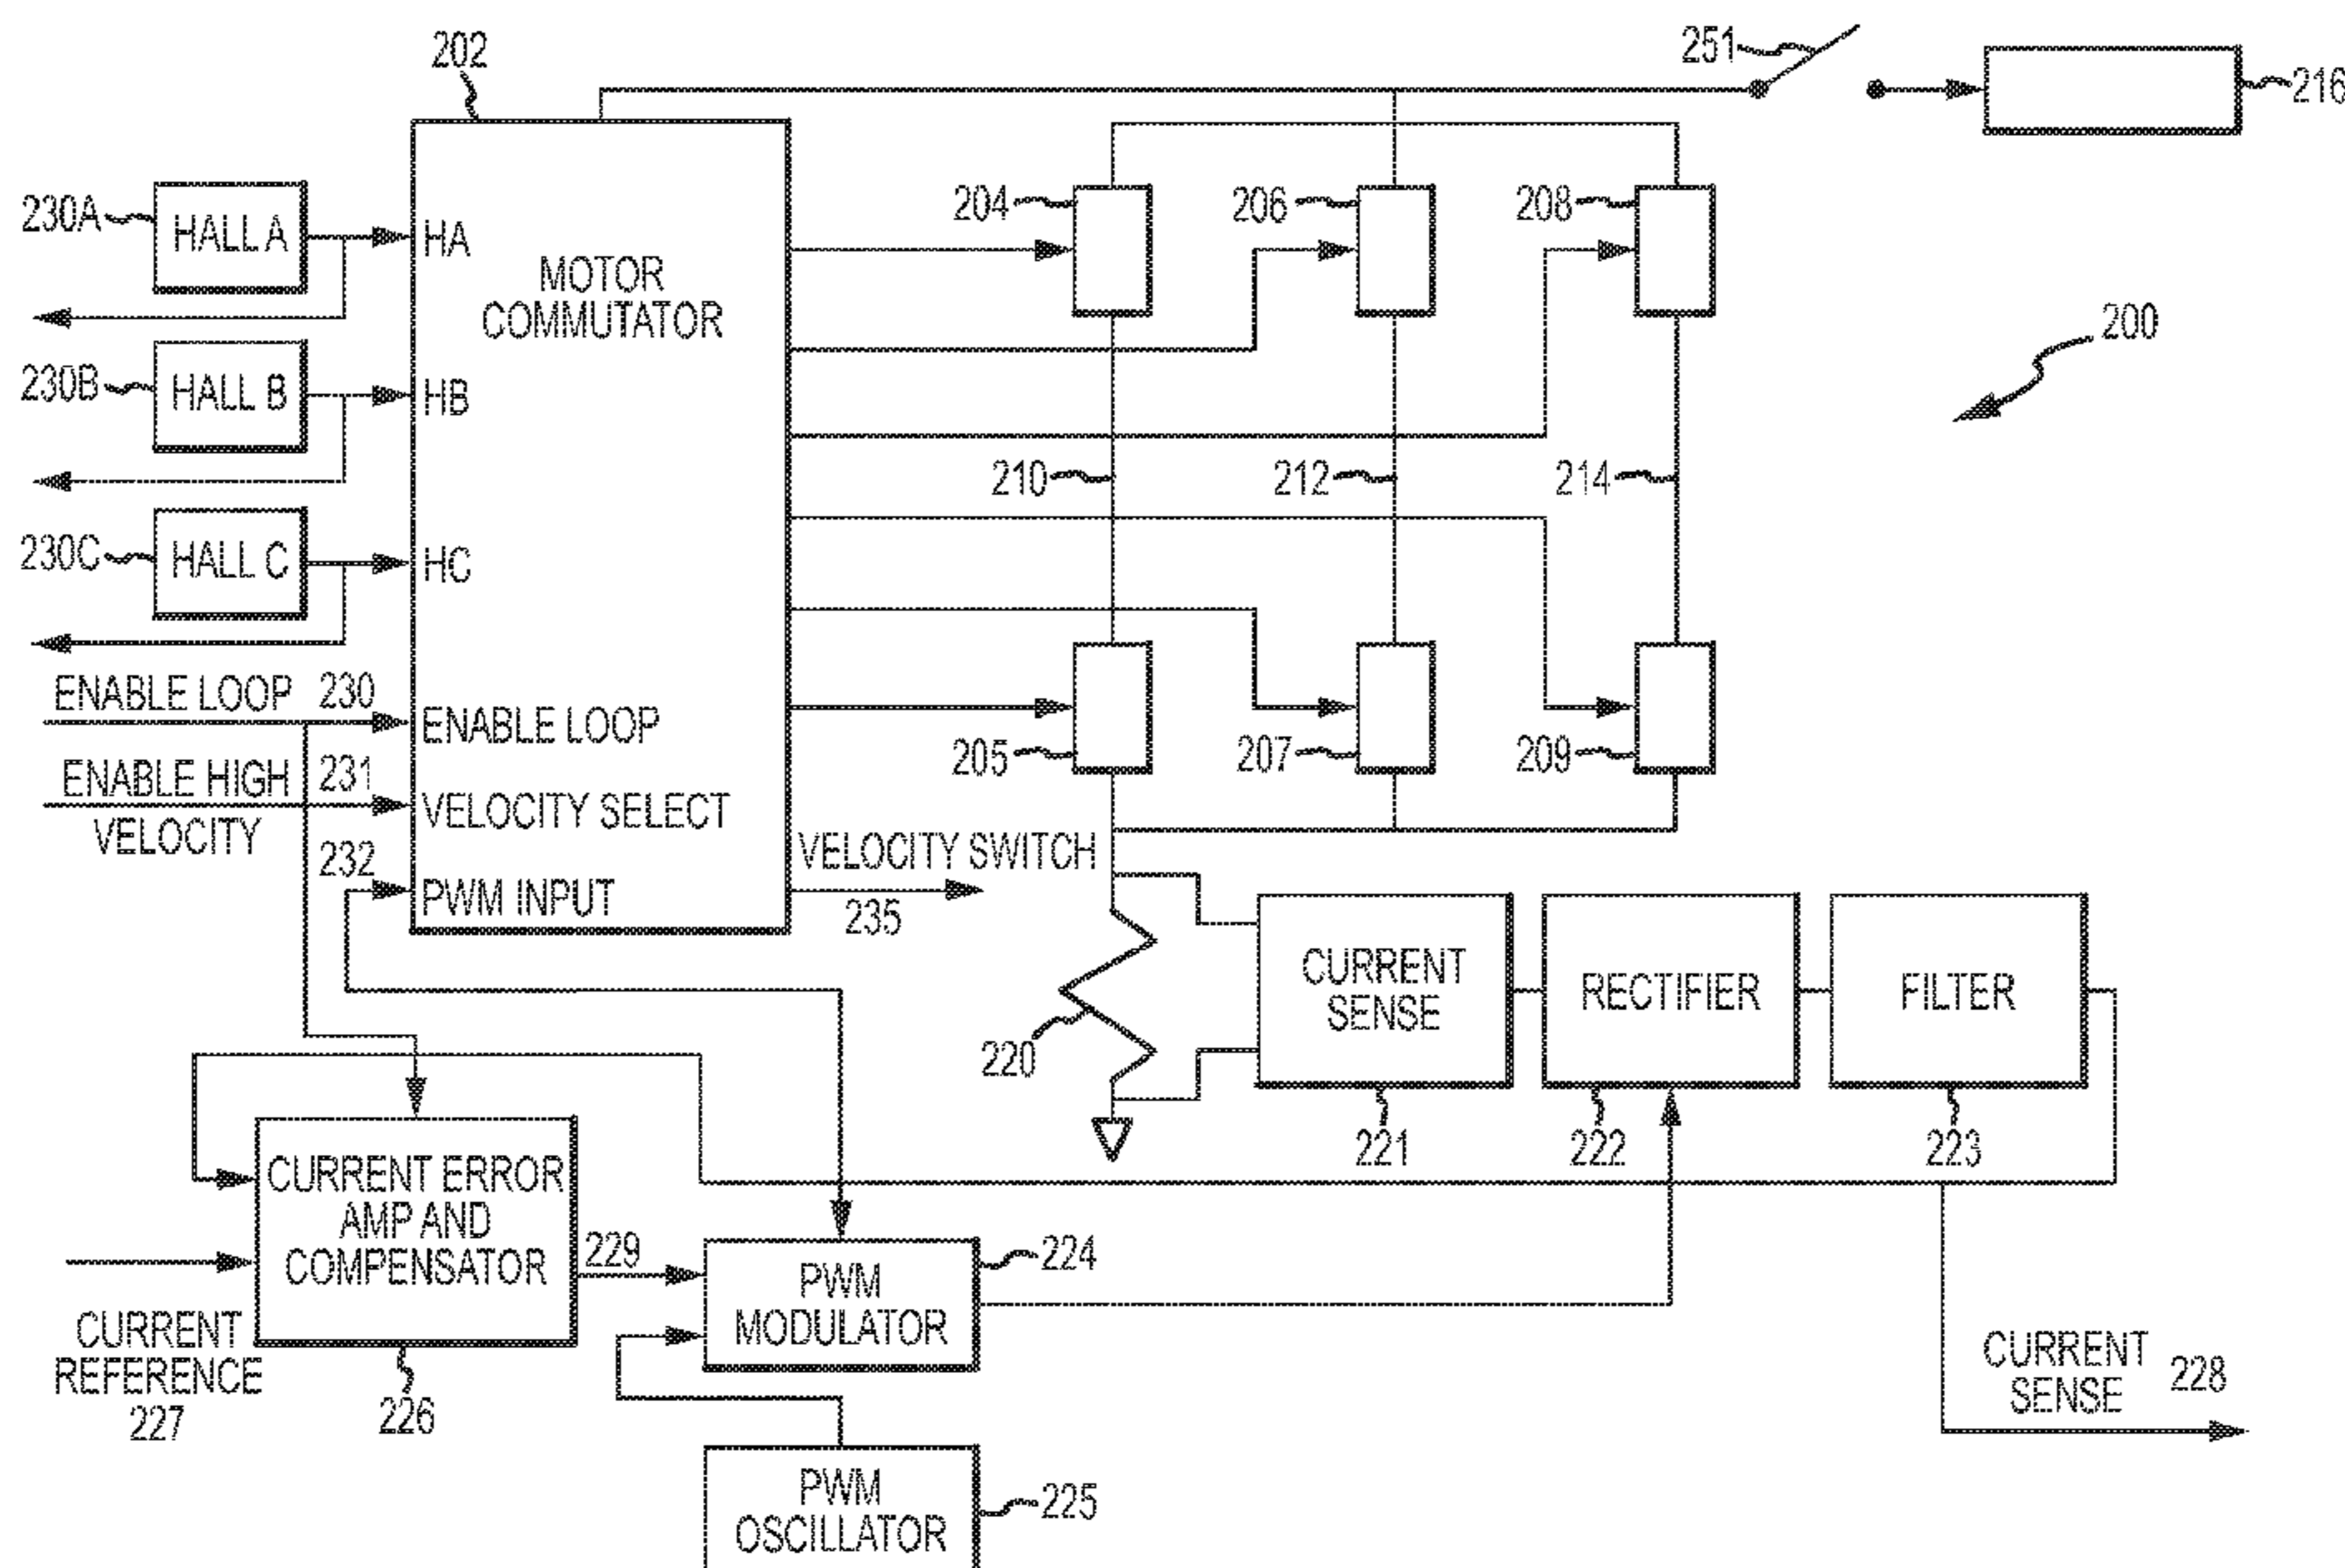 202
251
216
230A
HALL A
HA
204
206
208
MOTOR
COMMUTATOR
200
230B
HALL B
HB
210
212
214
230C
HALL C
HC
ENABLE LOOP
230
ENABLE LOOP
205
207
209
ENABLE HIGH
VELOCITY
231
VELOCITY SELECT
232
PWM INPUT
VELOCITY SWITCH
235
220
CURRENT
SENSE
221
RECTIFIER
222
FILTER
223
CURRENT ERROR
AMP AND
COMPENSATOR
226
CURRENT
REFERENCE
227
229
PWM
MODULATOR
224
PWM
OSCILLATOR
225
CURRENT
SENSE
228